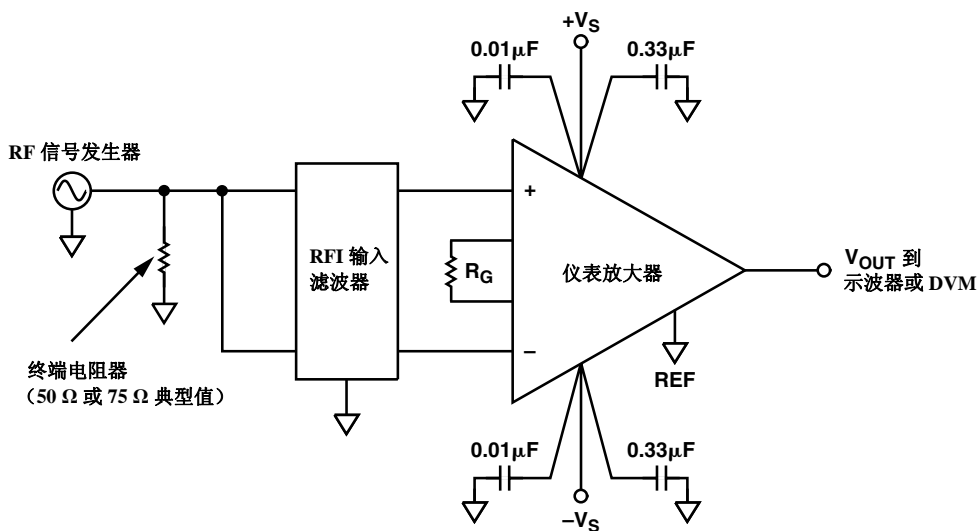 +VS
0.01μF
0.33μF
RF 信号发生器
+
RFI 输入
滤波器
RG
仪表放大器
VOUT 到
示波器或 DVM
–
REF
终端电阻器
（50 Ω 或 75 Ω 典型值）
0.01μF
0.33μF
–VS